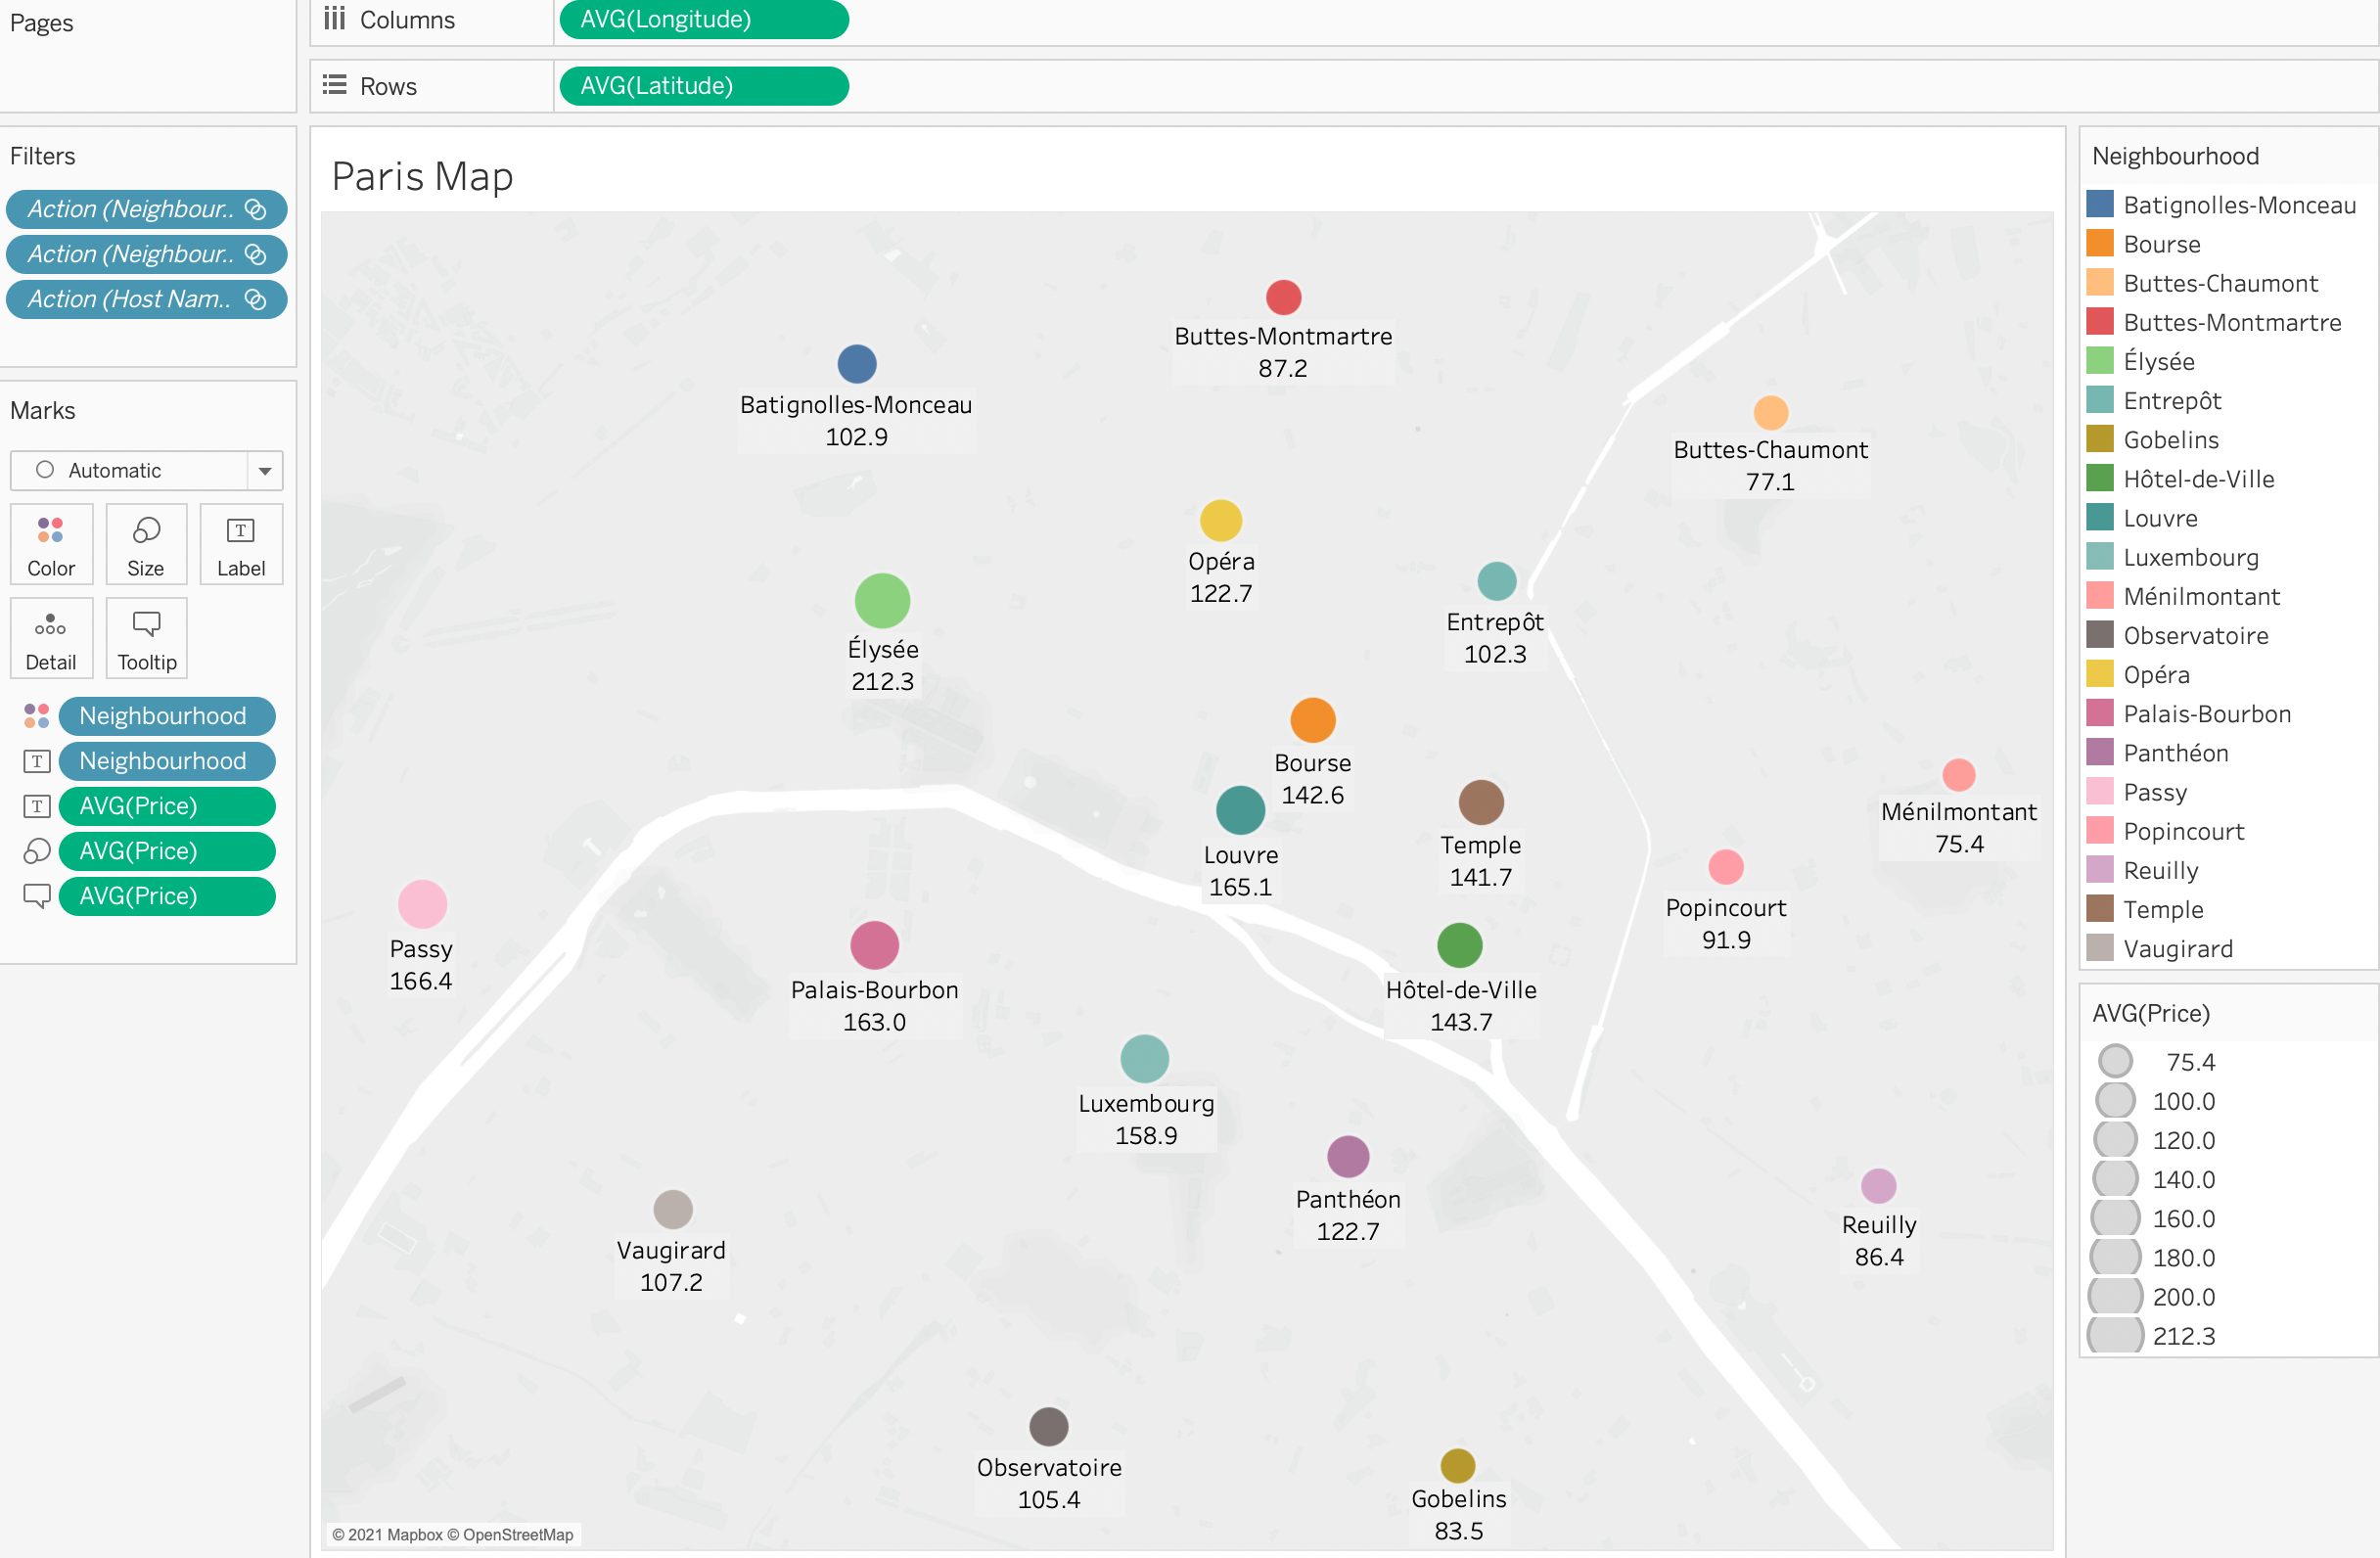 Pages
Columns
AVG(Longitude)
Rows
AVG(Latitude)
Filters
Action (Neighbour..
Action (Neighbour..
Action (Host Nam..
Marks
Automatic
Color
Size
T
Label
Detail
Tooltip
Neighbourhood
T
Neighbourhood
T
AVG(Price)
AVG(Price)
AVG(Price)
Paris Map
Buttes-Montmartre
87.2
Batignolles-Monceau
102.9
Buttes-Chaumont
77.1
Opéra
122.7
Entrepôt
102.3
Élysée
212.3
Bourse
142.6
Louvre
165.1
Temple
141.7
Ménilmontant
75.4
Popincourt
91.9
Passy
166.4
Palais-Bourbon
163.0
Hôtel-de-Ville
143.7
Luxembourg
158.9
Panthéon
122.7
Reuilly
86.4
Vaugirard
107.2
Observatoire
105.4
Gobelins
83.5
© 2021 Mapbox © OpenStreetMap
Neighbourhood
Batignolles-Monceau
Bourse
Buttes-Chaumont
Buttes-Montmartre
Élysée
Entrepôt
Gobelins
Hôtel-de-Ville
Louvre
Luxembourg
Ménilmontant
Observatoire
Opéra
Palais-Bourbon
Panthéon
Passy
Popincourt
Reuilly
Temple
Vaugirard
AVG(Price)
75.4
100.0
120.0
140.0
160.0
180.0
200.0
212.3